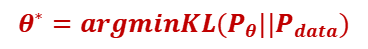 θ* = argminKL(P_θ||P_data)